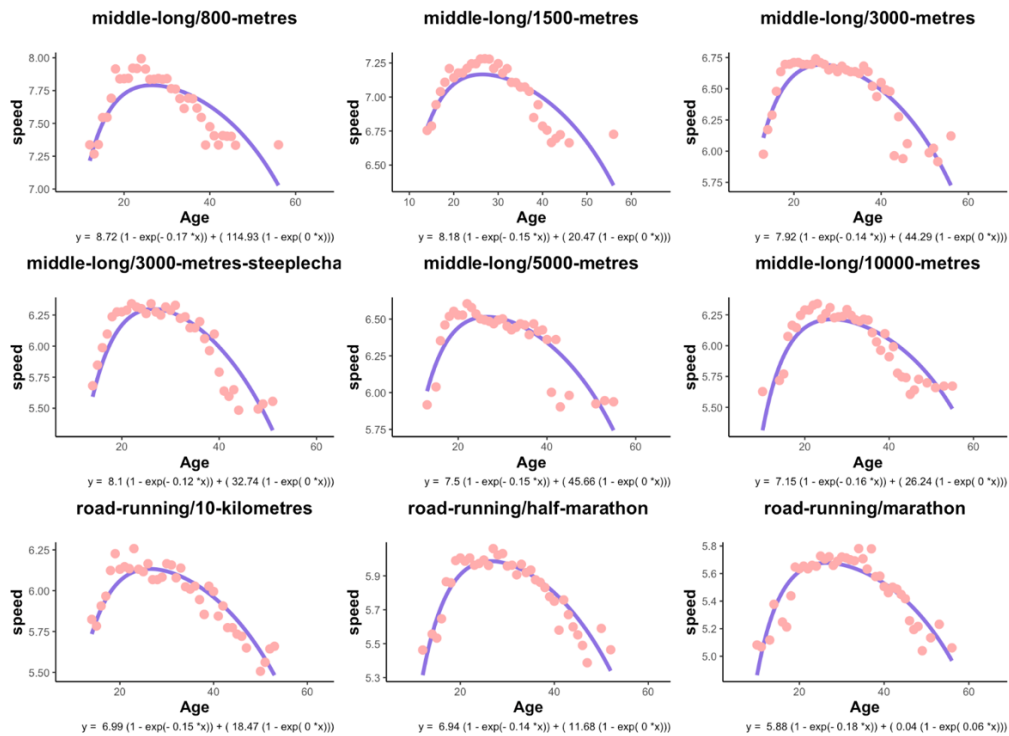 middle-long/800-metres
speed
8.00
7.75
7.50
7.25
7.00
20
40
60
Age
y = 8.72 (1 - exp(- 0.17 *x)) + ( 114.93 (1 - exp( 0 *x)))
middle-long/1500-metres
speed
7.25
7.00
6.75
6.50
10
20
30
40
50
60
Age
y = 8.18 (1 - exp(- 0.15 *x)) + ( 20.47 (1 - exp( 0 *x)))
middle-long/3000-metres
speed
6.75
6.50
6.25
6.00
5.75
20
40
60
Age
y = 7.92 (1 - exp(- 0.14 *x)) + ( 44.29 (1 - exp( 0 *x)))
middle-long/3000-metres-steeplecha
speed
6.25
6.00
5.75
5.50
20
40
60
Age
y = 8.1 (1 - exp(- 0.12 *x)) + ( 32.74 (1 - exp( 0 *x)))
middle-long/5000-metres
speed
6.50
6.25
6.00
5.75
20
40
60
Age
y = 7.5 (1 - exp(- 0.15 *x)) + ( 45.66 (1 - exp( 0 *x)))
middle-long/10000-metres
speed
6.25
6.00
5.75
5.50
20
40
60
Age
y = 7.15 (1 - exp(- 0.16 *x)) + ( 26.24 (1 - exp( 0 *x)))
road-running/10-kilometres
speed
6.25
6.00
5.75
5.50
20
40
60
Age
y = 6.99 (1 - exp(- 0.15 *x)) + ( 18.47 (1 - exp( 0 *x)))
road-running/half-marathon
speed
5.9
5.7
5.5
5.3
20
40
60
Age
y = 6.94 (1 - exp(- 0.14 *x)) + ( 11.68 (1 - exp( 0 *x)))
road-running/marathon
speed
5.8
5.6
5.4
5.2
5.0
20
40
60
Age
y = 5.88 (1 - exp(- 0.18 *x)) + ( 0.04 (1 - exp( 0.06 *x)))